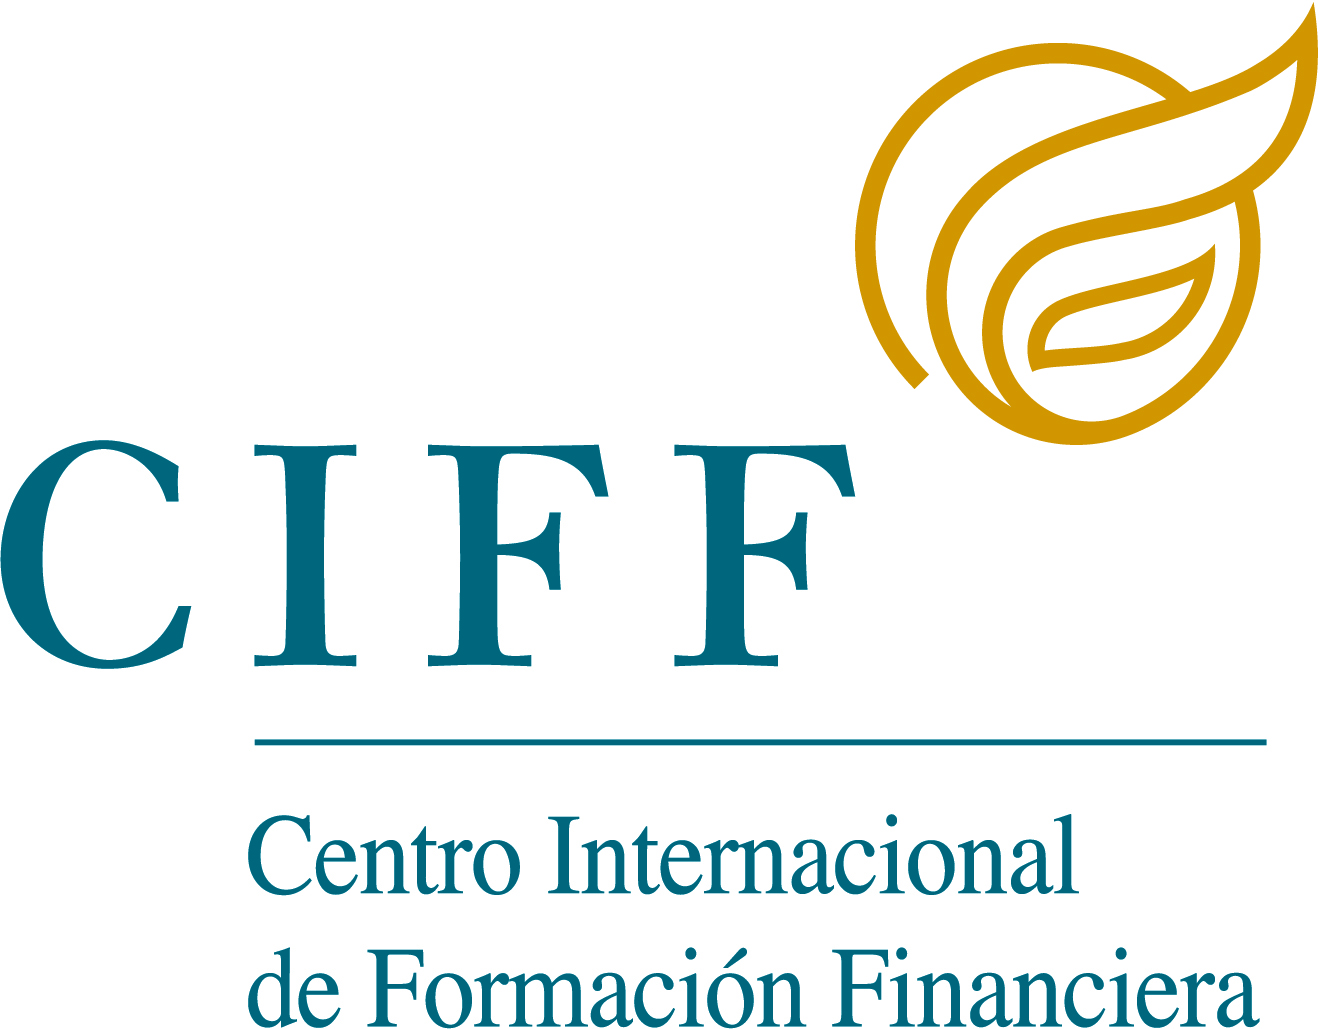 CIFF
Centro Internacional
de Formación Financiera